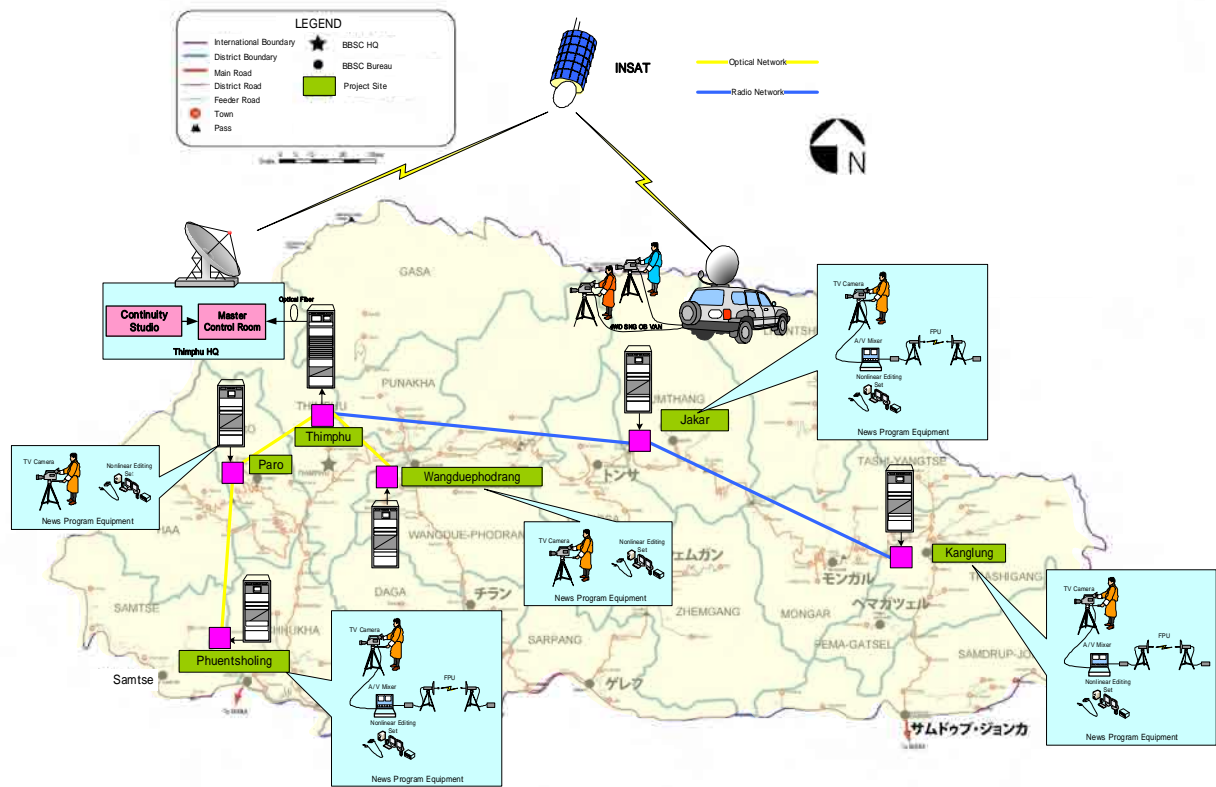 LEGEND
International Boundary
District Boundary
Main Road
District Road
Feeder Road
Town
Pass
BBSC HQ
BBSC Bureau
Project Site
INSAT
Optical Network
Radio Network
N
GASA
Continuity
Studio
Master
Control Room
Optical Fiber
Thimphu HQ
4WD SNG OB VAN
TV Camera
A/V Mixer
FPU
Nonlinear Editing
Set
News Program Equipment
PUNAKHA
Jakar
Thimphu
Paro
Wangduephodrang
トンサ
TASHI-YANGTSE
TV Camera
Nonlinear Editing
Set
News Program Equipment
HAA
WANGDUE-PHODRAN
TV Camera
Nonlinear Editing
Set
News Program Equipment
ェムガン
モンガル
Kanglung
TRASHIGANG
ヘマカツェル
DAGA
チラン
ZHEMGANG
MONGAR
SAMTSE
HHUKHA
SARPANG
PEMA-GATSEL
SAMDRUP-JO
TV Camera
A/V Mixer
FPU
Nonlinear Editing
Set
News Program Equipment
Phuentsholing
Samtse
ゲレフ
サムドゥプ・ジョンカ
TV Camera
A/V Mixer
FPU
Nonlinear Editing
Set
News Program Equipment